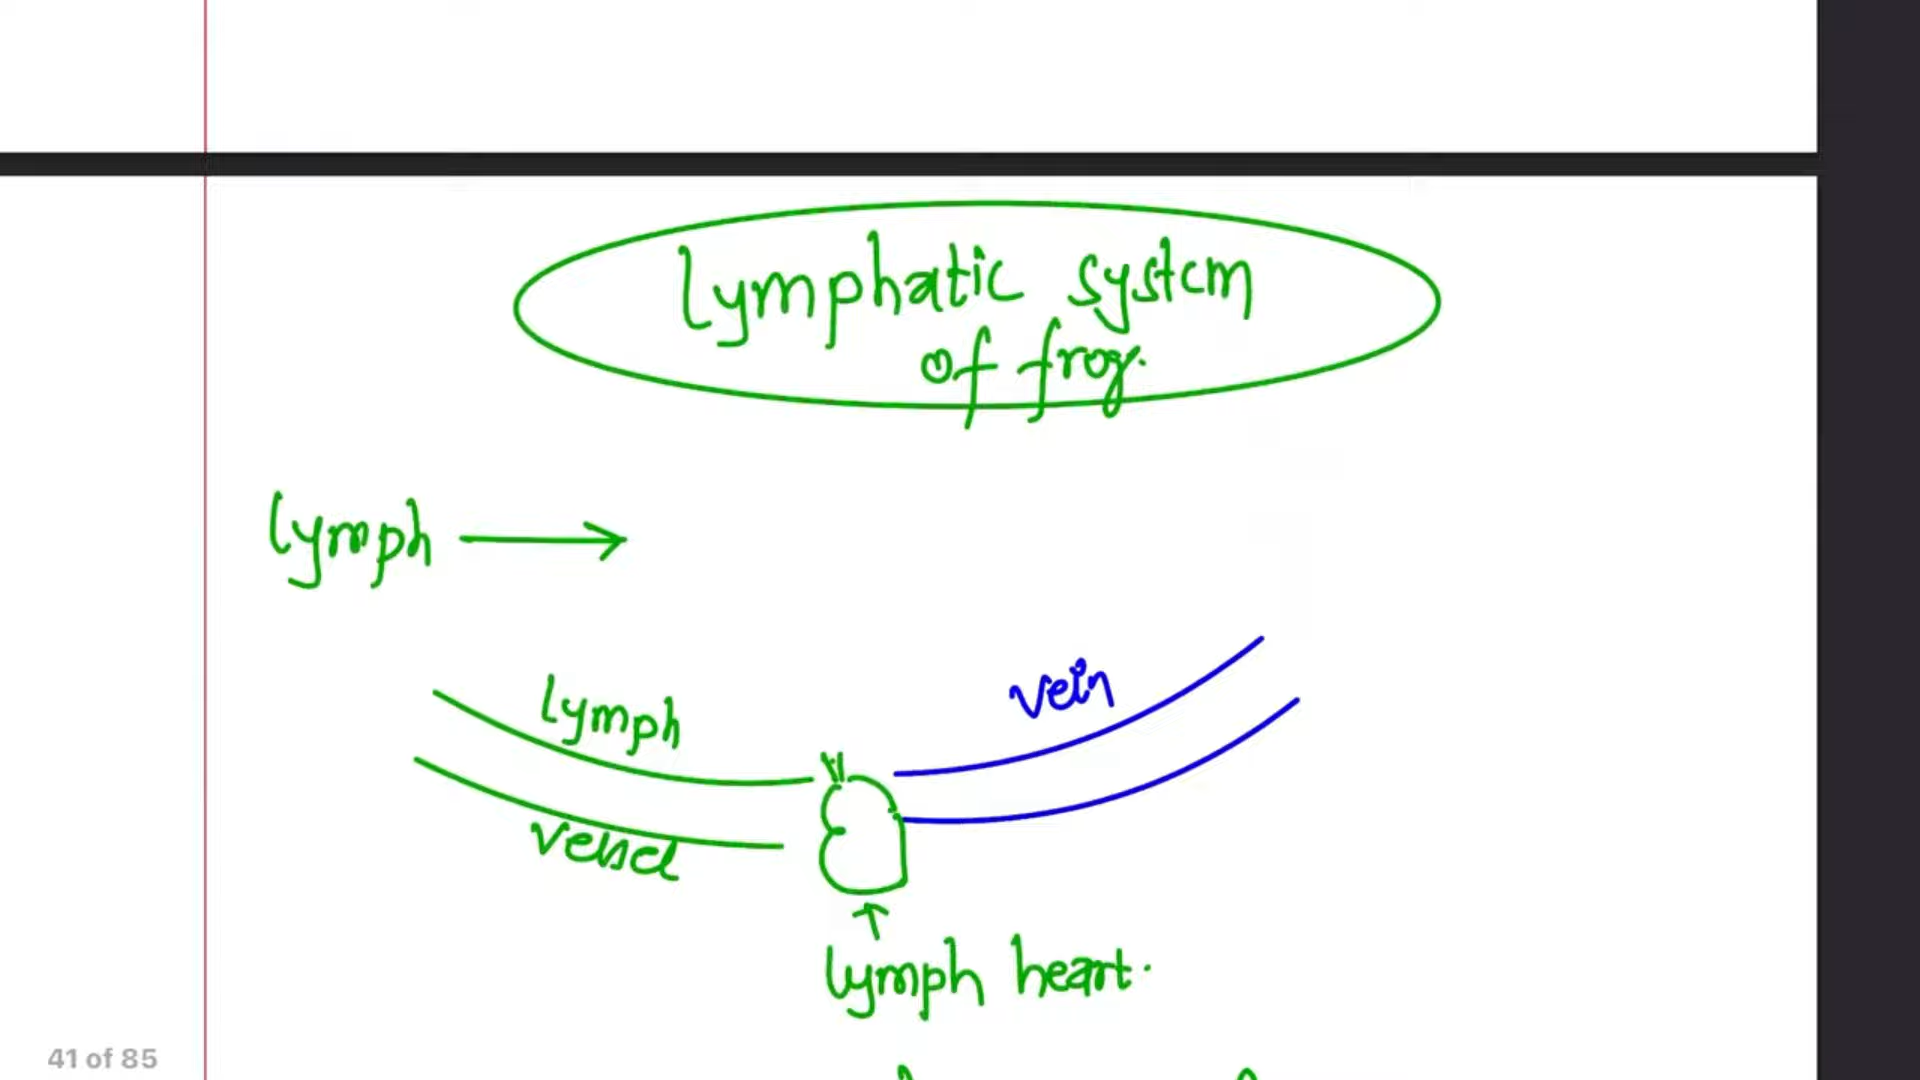 Lymphatic system
of frog.
Lymph →
Lymph
vein
vessel
↑
Lymph heart.
41 of 85